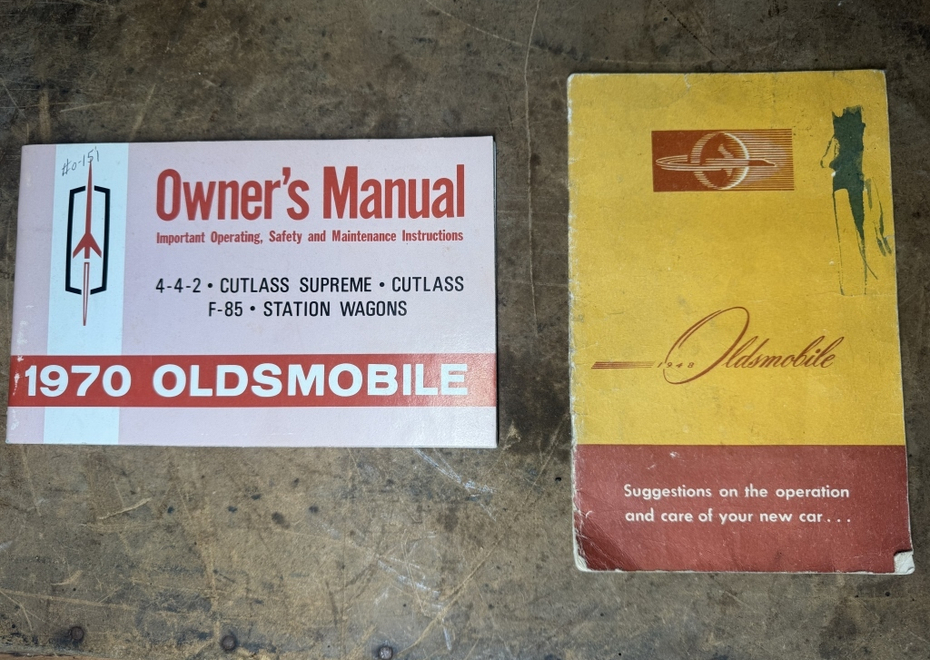 #0-151
Owner's Manual
Important Operating, Safety and Maintenance Instructions
4-4-2 • CUTLASS SUPREME • CUTLASS
F-85 • STATION WAGONS
1970 OLDSMOBILE
1948 Oldsmobile
Suggestions on the operation
and care of your new car...